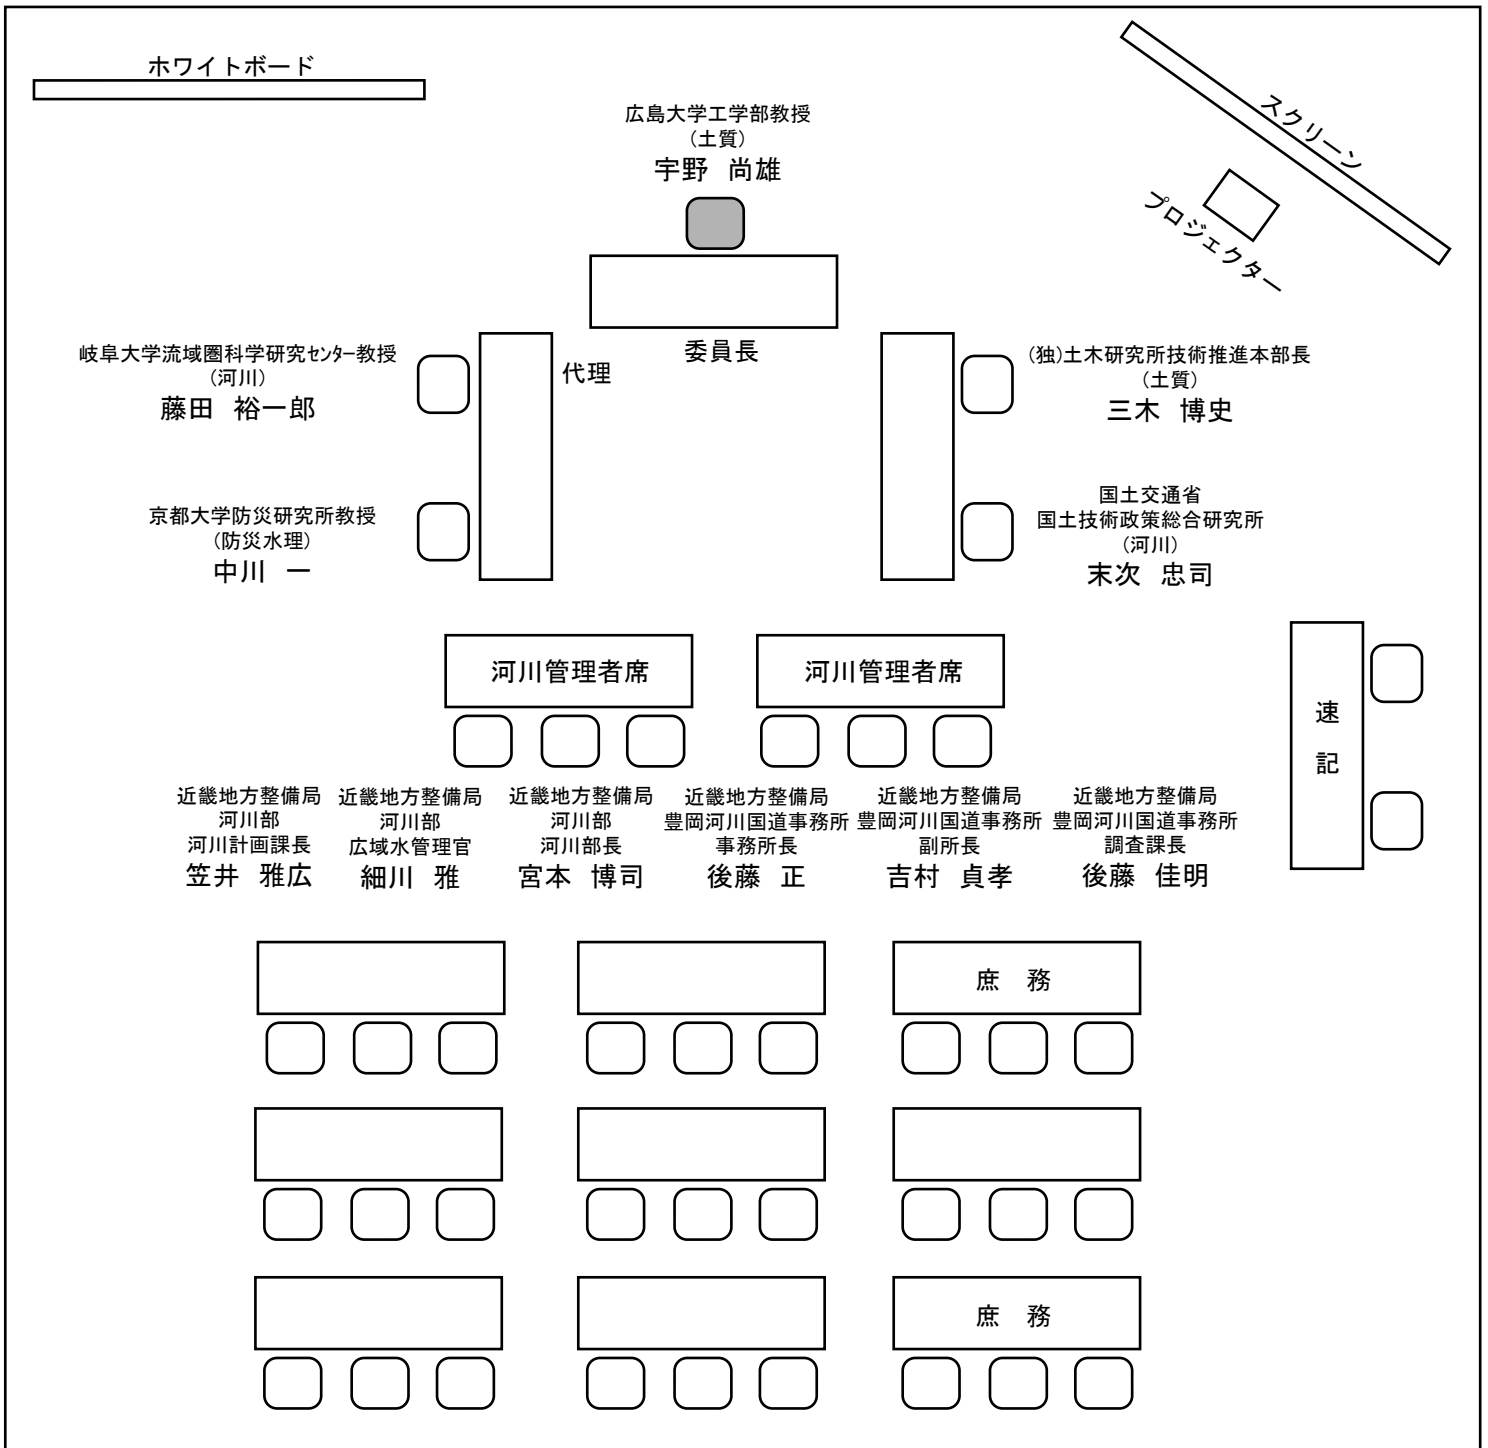 ホワイトボード
スクリーン
プロジェクター
広島大学工学部教授
(土質)
宇野 尚雄
委員長
代理
岐阜大学流域圏科学研究センター教授
(河川)
藤田 裕一郎
(独)土木研究所技術推進本部長
(土質)
三木 博史
京都大学防災研究所教授
(防災水理)
中川 一
国土交通省
国土技術政策総合研究所
(河川)
末次 忠司
河川管理者席
河川管理者席
速記
近畿地方整備局
河川部
河川計画課長
笠井 雅広
近畿地方整備局
河川部
広域水管理官
細川 雅
近畿地方整備局
河川部
河川部長
宮本 博司
近畿地方整備局
豊岡河川国道事務所
事務所長
後藤 正
近畿地方整備局
豊岡河川国道事務所
副所長
吉村 貞孝
近畿地方整備局
豊岡河川国道事務所
調査課長
後藤 佳明
庶 務
庶 務